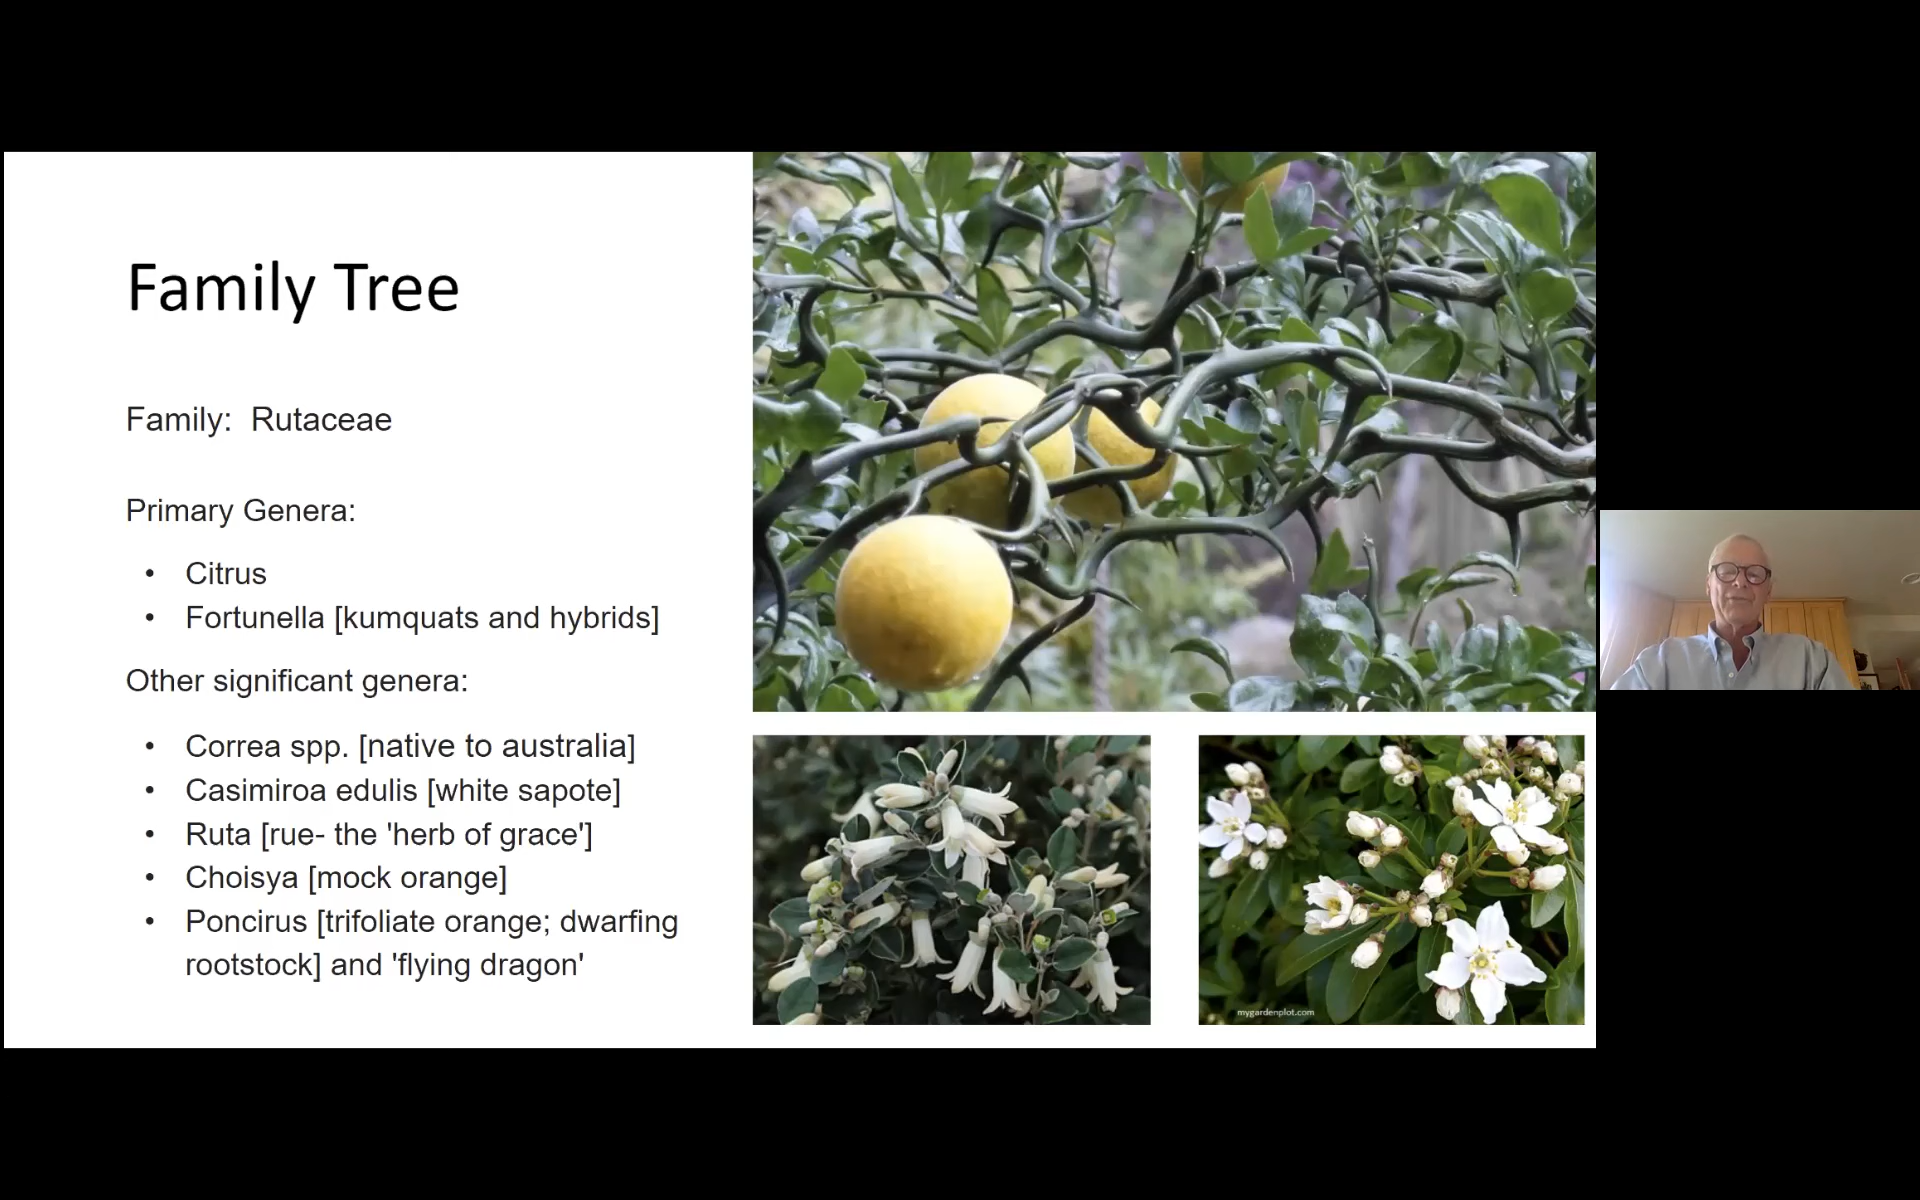 Family Tree
Family: Rutaceae
Primary Genera:
• Citrus
• Fortunella [kumquats and hybrids]
Other significant genera:
• Correa spp. [native to australia]
• Casimiroa edulis [white sapote]
• Ruta [rue- the 'herb of grace']
• Choisya [mock orange]
• Poncirus [trifoliate orange; dwarfing
rootstock] and 'flying dragon'
mygardenplot.com